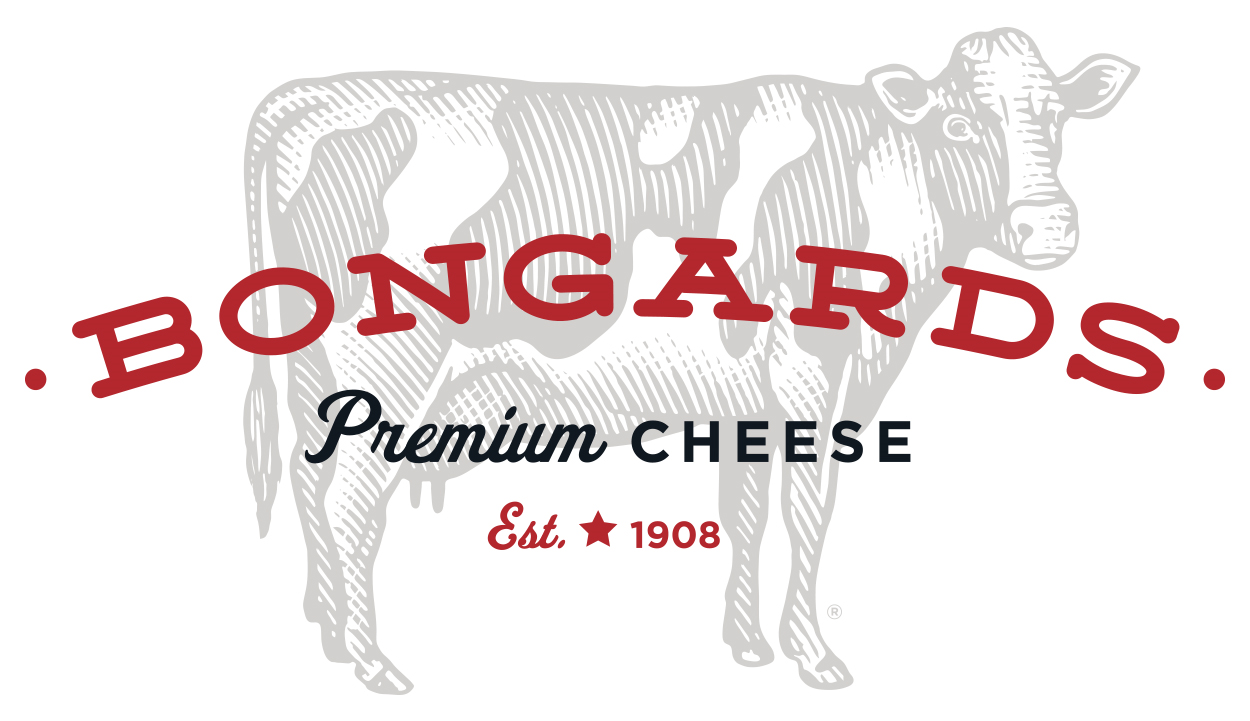 • BONGARDS •
Premium CHEESE
Est. ★ 1908
®